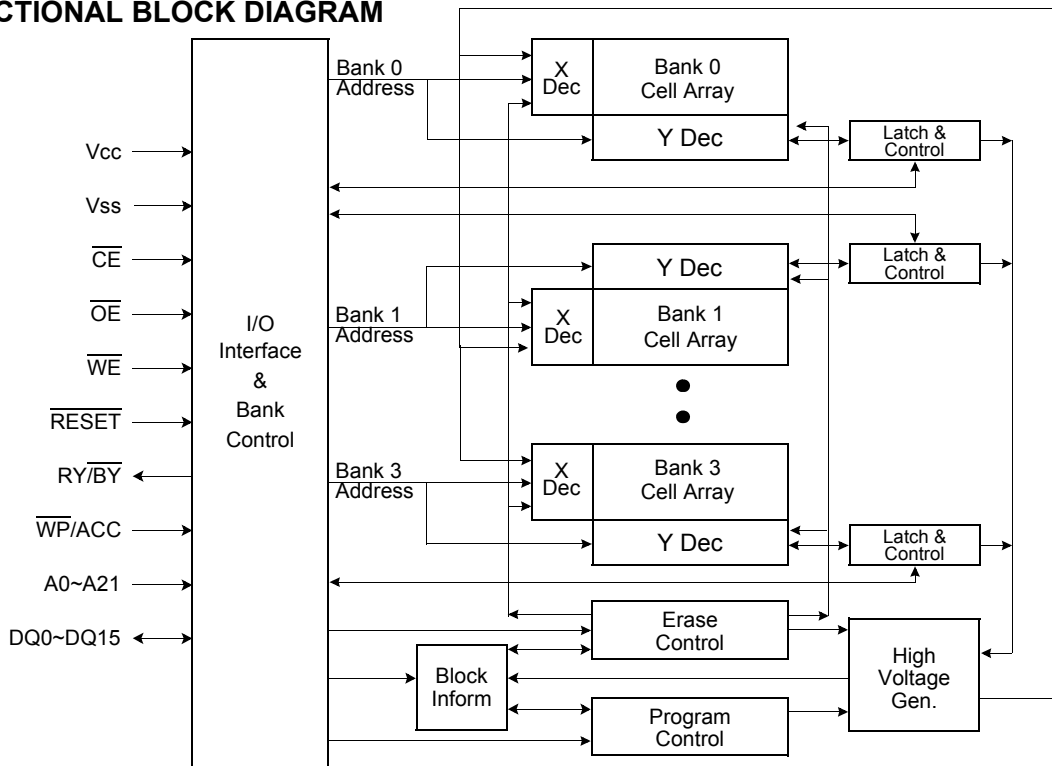 CTIONAL BLOCK DIAGRAM
Vcc
Vss
CE
OE
WE
RESET
RY/BY
WP/ACC
A0~A21
DQ0~DQ15
I/O
Interface
&
Bank
Control
Bank 0
Address
X
Dec
Bank 0
Cell Array
Y Dec
Latch &
Control
Bank 1
Address
Y Dec
X
Dec
Bank 1
Cell Array
Latch &
Control
Bank 3
Address
X
Dec
Bank 3
Cell Array
Y Dec
Latch &
Control
Erase
Control
Block
Inform
Program
Control
High
Voltage
Gen.